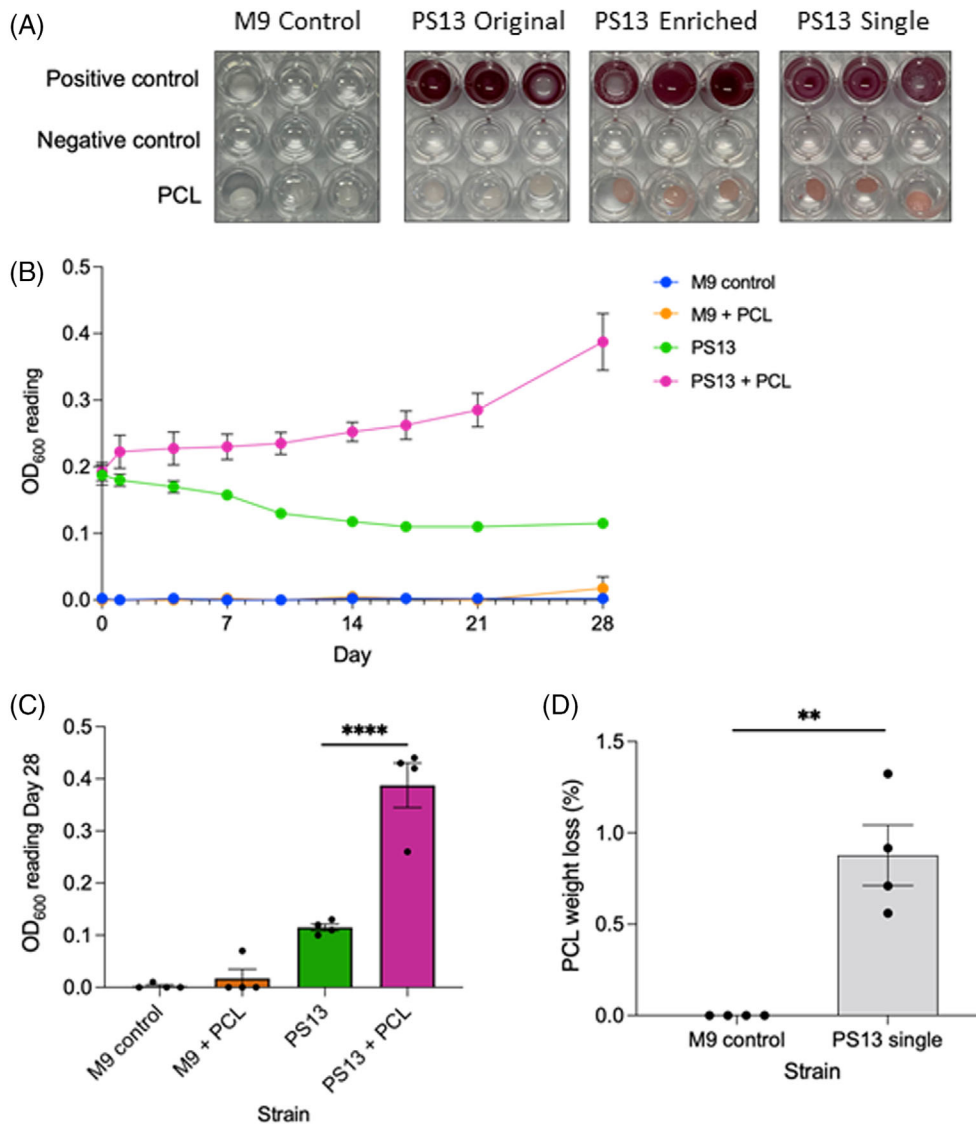 (A)
M9 Control PS13 Original PS13 Enriched PS13 Single
Positive control
Negative control
PCL
(B)
0.5
0.4
0.3
0.2
0.1
0.0
OD600 reading
0 7 14 21 28
Day
M9 control
M9 + PCL
PS13
PS13 + PCL
(C)
0.5
0.4
0.3
0.2
0.1
0.0
OD600 reading Day 28
****
M9 control
M9 + PCL
PS13
PS13 + PCL
Strain
(D)
1.5
1.0
0.5
0.0
PCL weight loss (%)
**
M9 control PS13 single
Strain